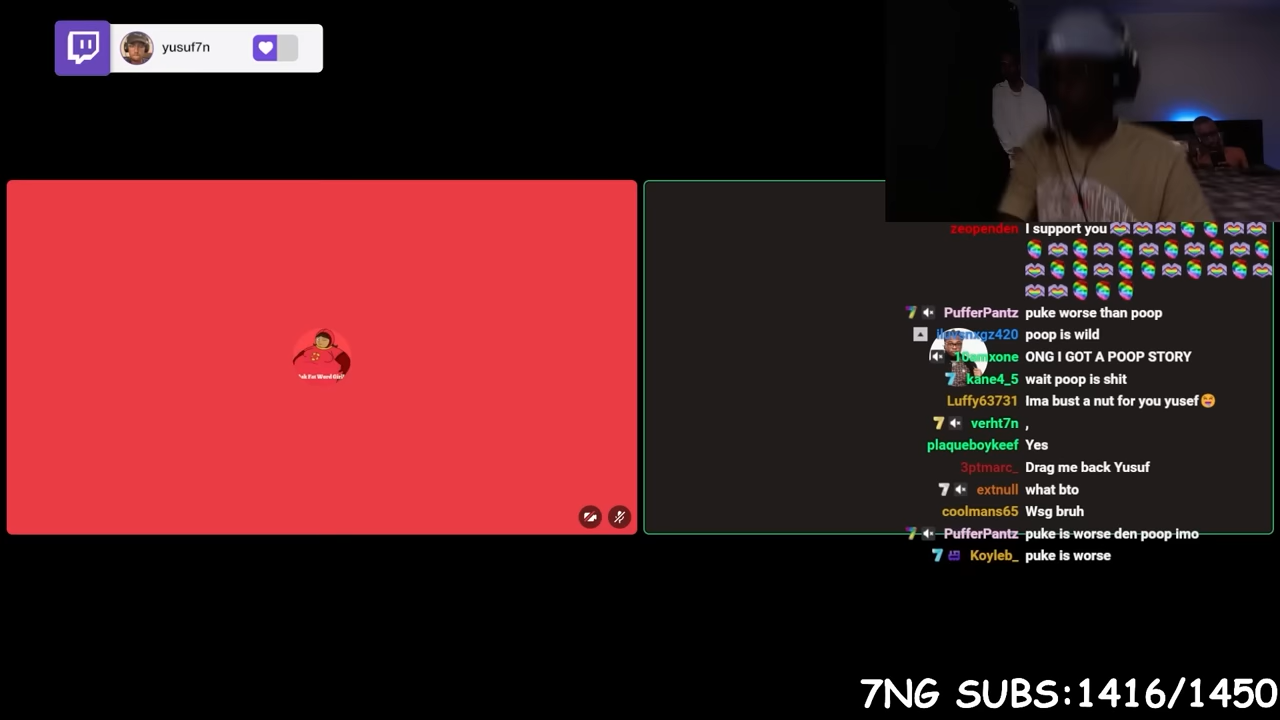 yusuf7n
zeopenden I support you
PufferPantz puke worse than poop
poop is wild
ONG I GOT A POOP STORY
kane4_5 wait poop is shit
Luffy63731 Ima bust a nut for you yusef
verht7n ,
plaqueboykeef Yes
3ptmarc_ Drag me back Yusuf
extnull what bto
coolmans65 Wsg bruh
PufferPantz puke is worse den poop imo
Koyleb_ puke is worse
7NG SUBS:1416/1450